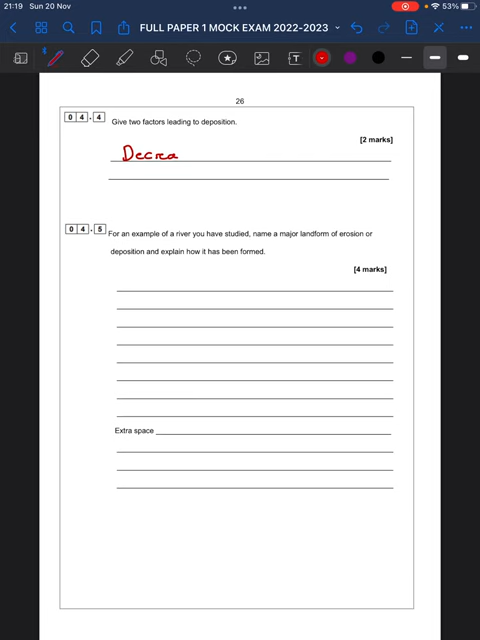 21:19 Sun 20 Nov
53%
FULL PAPER 1 MOCK EXAM 2022-2023
T
26
0 4 . 4 Give two factors leading to deposition.
[2 marks]
Decrea
0 4 . 5 For an example of a river you have studied, name a major landform of erosion or
deposition and explain how it has been formed.
[4 marks]
Extra space